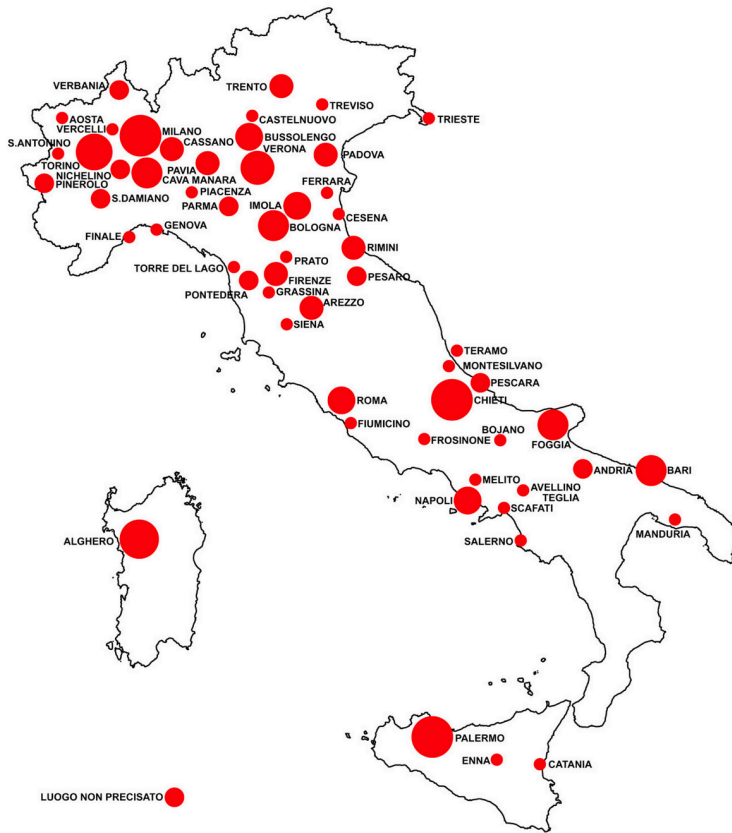 VERBANIA
TRENTO
TREVISO
AOSTA
CASTELNUOVO
TRIESTE
VERCELLI
MILANO
BUSSOLENGO
S.ANTONINO
CASSANO
VERONA
PADOVA
TORINO
PAVIA
NICHELINO
CAVA MANARA
FERRARA
PINEROLO
PIACENZA
S.DAMIANO
PARMA
IMOLA
CESENA
GENOVA
BOLOGNA
FINALE
RIMINI
PRATO
TORRE DEL LAGO
PESARO
FIRENZE
PONTEDERA
GRASSINA
AREZZO
SIENA
TERAMO
MONTESILVANO
PESCARA
ROMA
CHIETI
FIUMICINO
BOJANO
FROSINONE
FOGGIA
ANDRIA
BARI
MELITO
AVELLINO
TEGLIA
NAPOLI
SCAFATI
MANDURIA
ALGHERO
SALERNO
PALERMO
ENNA
CATANIA
LUOGO NON PRECISATO